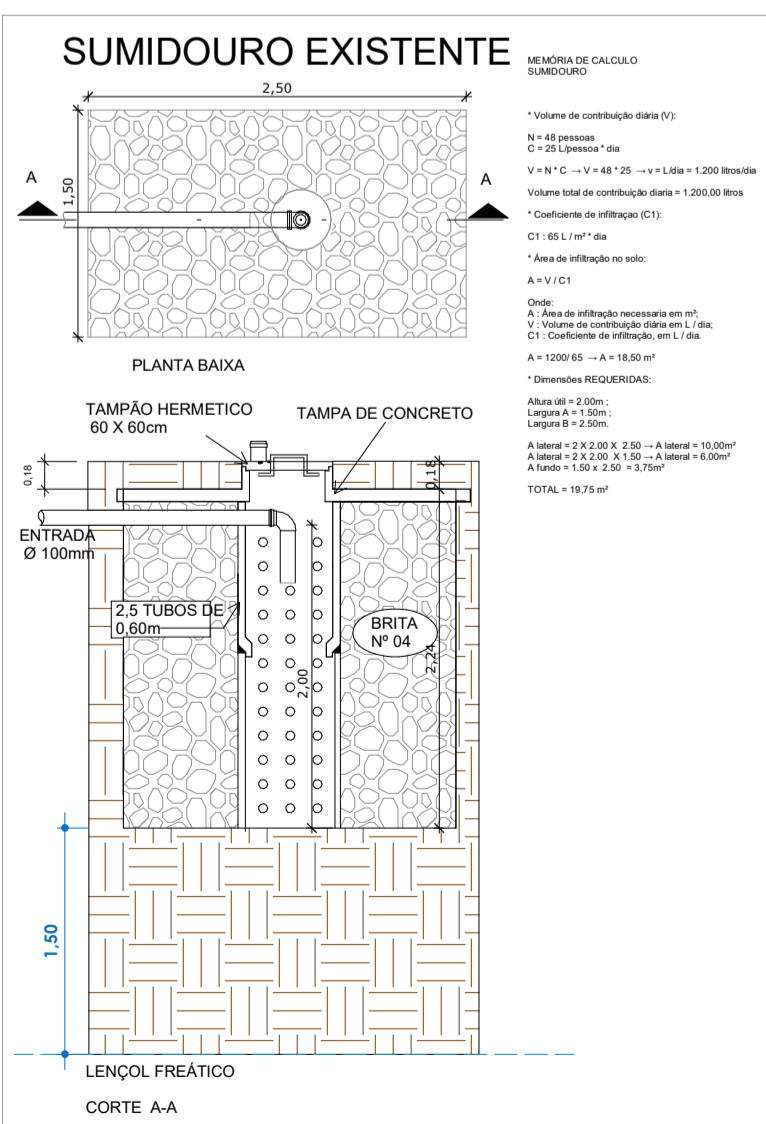 SUMIDOURO EXISTENTE
2,50
1,50
A
A
PLANTA BAIXA
TAMPÃO HERMETICO
60 X 60cm
TAMPA DE CONCRETO
0,18
0,18
ENTRADA
Ø 100mm
2,5 TUBOS DE
0,60m
BRITA
Nº 04
2,24
2,00
1,50
LENÇOL FREÁTICO
CORTE A-A
MEMÓRIA DE CALCULO
SUMIDOURO
* Volume de contribuição diária (V):
N = 48 pessoas
C = 25 L/pessoa * dia
V = N * C → V = 48 * 25 → v = L/dia = 1.200 litros/dia
Volume total de contribuição diaria = 1.200,00 litros
* Coeficiente de infiltraçao (C1):
C1 : 65 L / m² * dia
* Área de infiltração no solo:
A = V / C1
Onde:
A : Área de infiltração necessaria em m²;
V : Volume de contribuição diária em L / dia;
C1 : Coeficiente de infiltração, em L / dia.
A = 1200/ 65 → A = 18,50 m²
* Dimensões REQUERIDAS:
Altura útil = 2.00m ;
Largura A = 1.50m ;
Largura B = 2.50m.
A lateral = 2 X 2.00 X 2.50 → A lateral = 10,00m²
A lateral = 2 X 2.00 X 1.50 → A lateral = 6,00m²
A fundo = 1.50 x 2.50 = 3,75m²
TOTAL = 19,75 m²